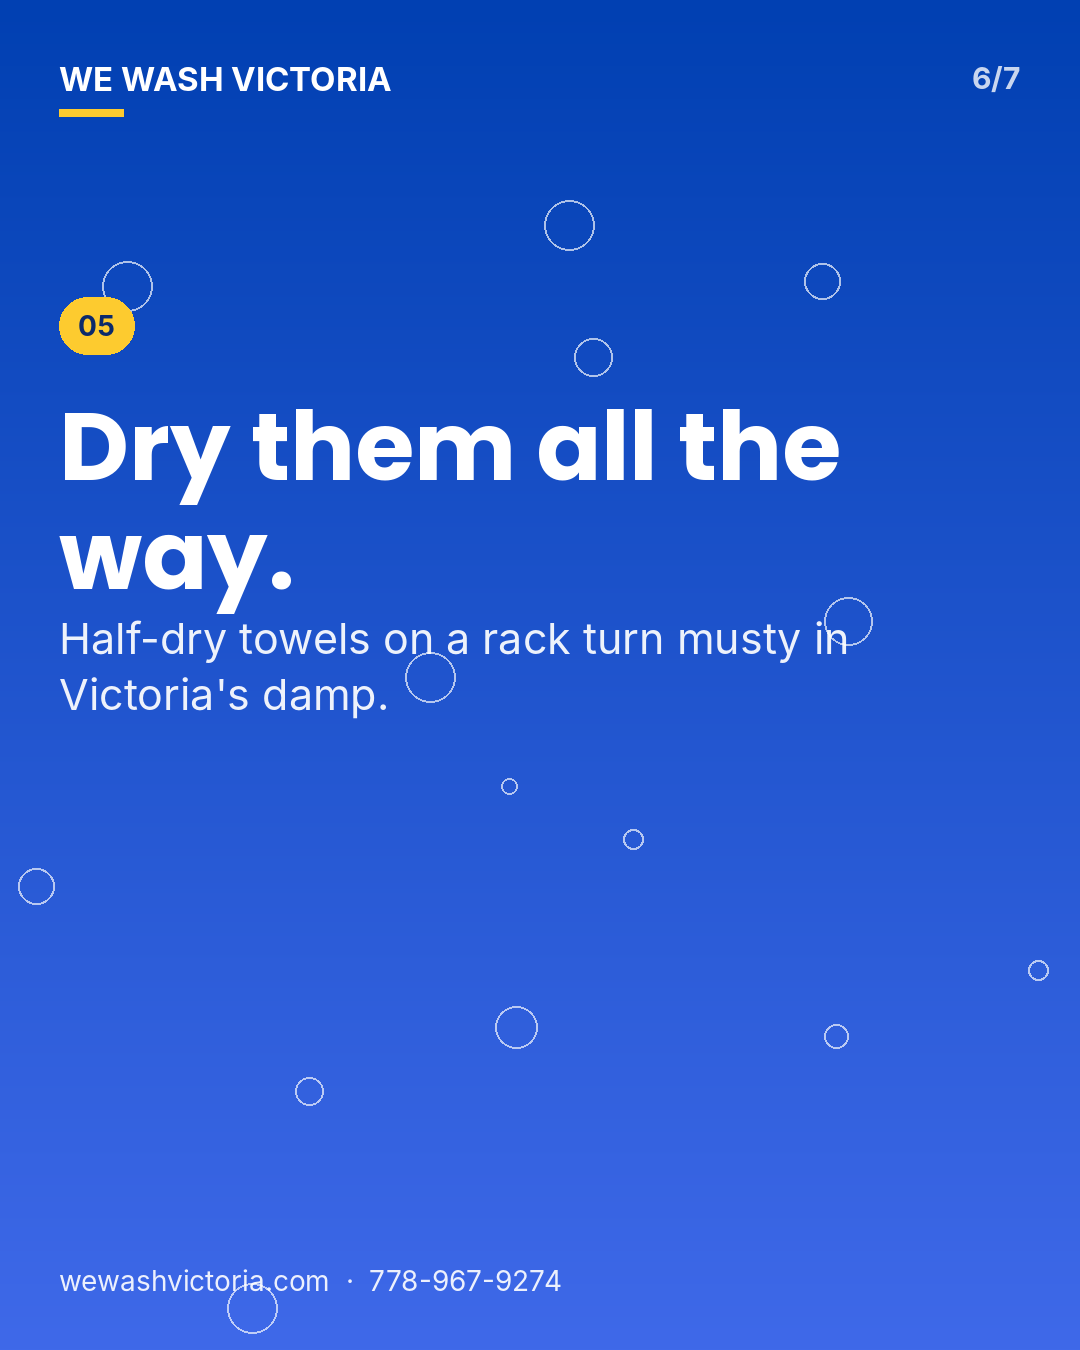 WE WASH VICTORIA
6/7
05
Dry them all the
way.
Half-dry towels on a rack turn musty in
Victoria's damp.
wewashvictoria.com · 778-967-9274